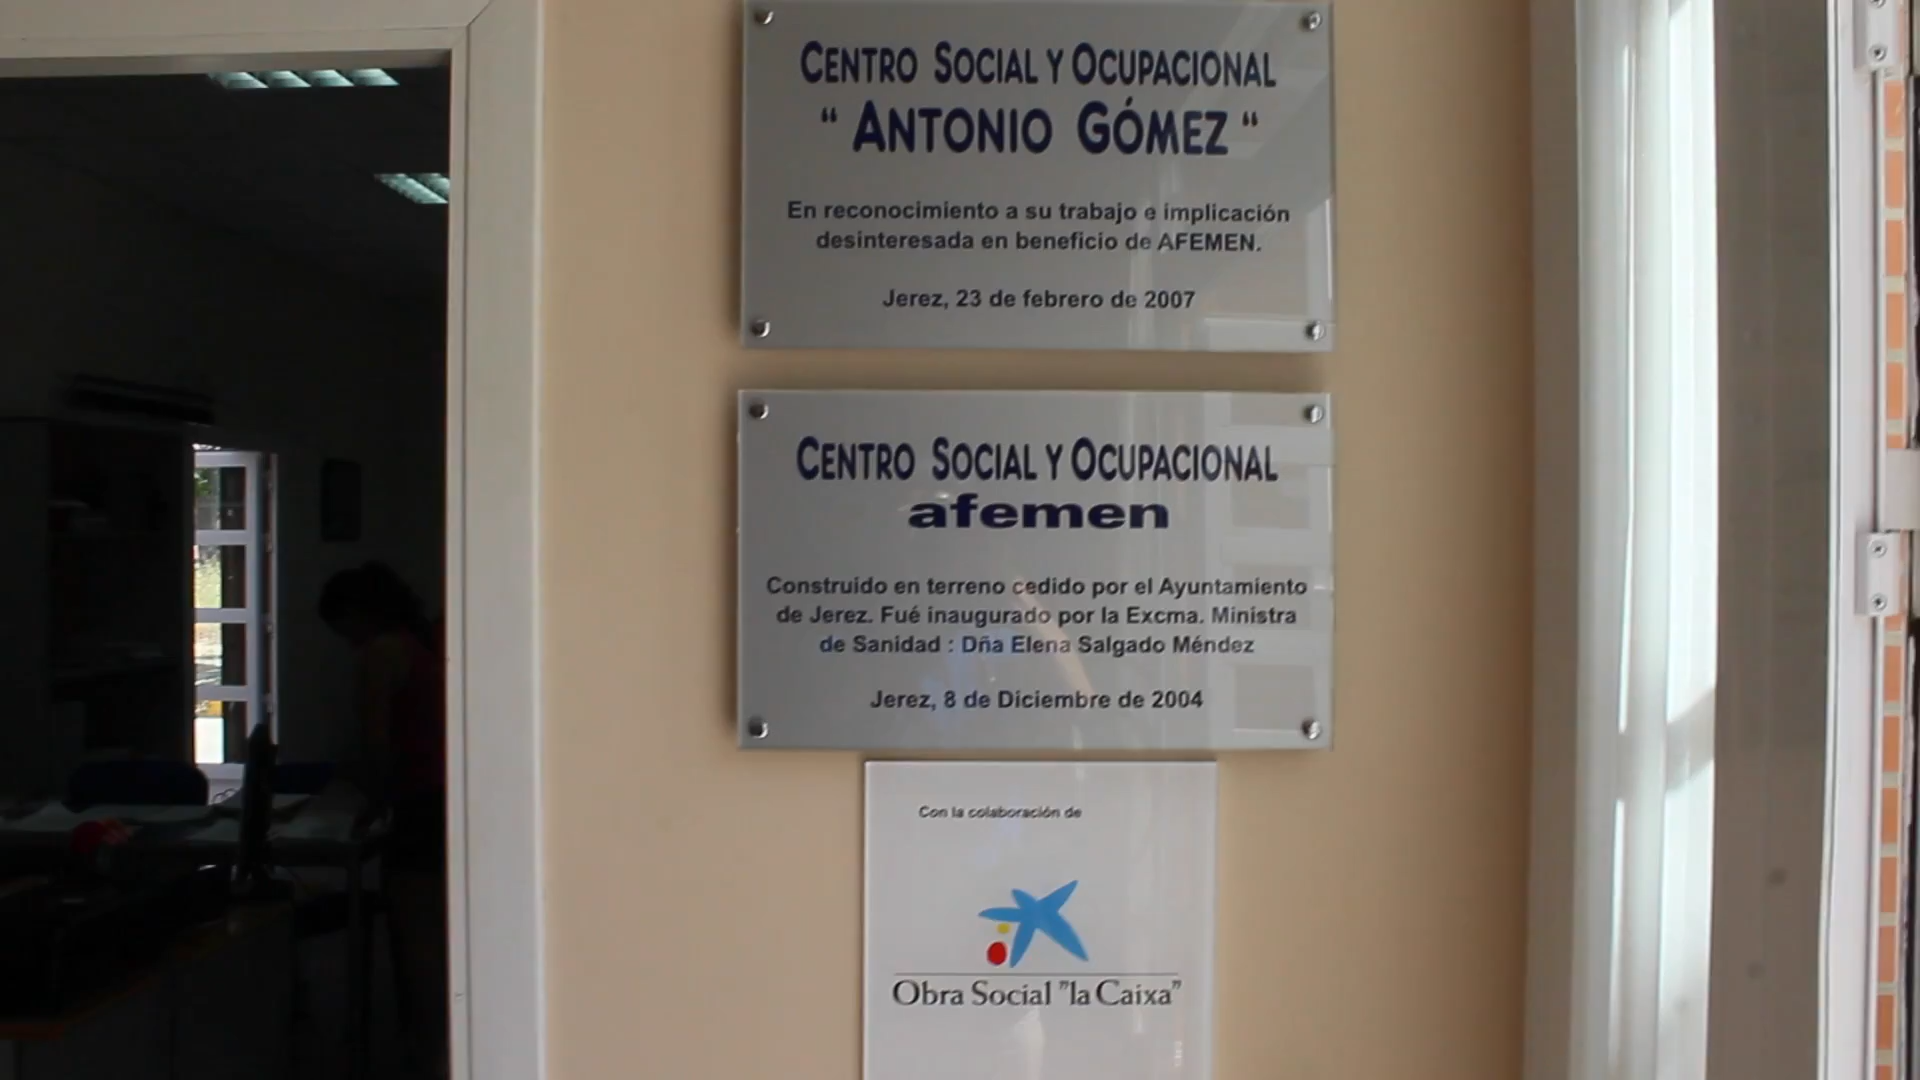 CENTRO SOCIAL Y OCUPACIONAL
“ ANTONIO GÓMEZ “
En reconocimiento a su trabajo e implicación
desinteresada en beneficio de AFEMEN.
Jerez, 23 de febrero de 2007
CENTRO SOCIAL Y OCUPACIONAL
afemen
Construido en terreno cedido por el Ayuntamiento
de Jerez. Fué inaugurado por la Excma. Ministra
de Sanidad : Dña Elena Salgado Méndez
Jerez, 8 de Diciembre de 2004
Con la colaboración de
Obra Social "la Caixa"